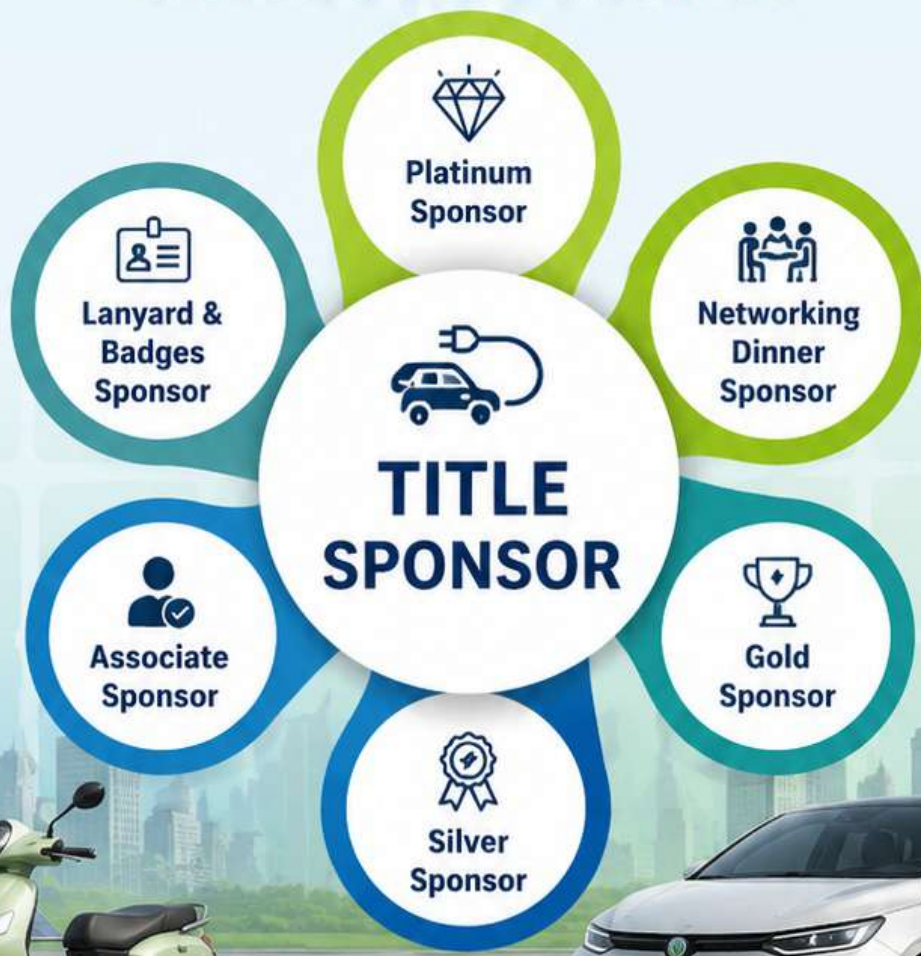 Platinum
Sponsor
Lanyard &
Badges
Sponsor
Networking
Dinner
Sponsor
TITLE
SPONSOR
Associate
Sponsor
Gold
Sponsor
Silver
Sponsor